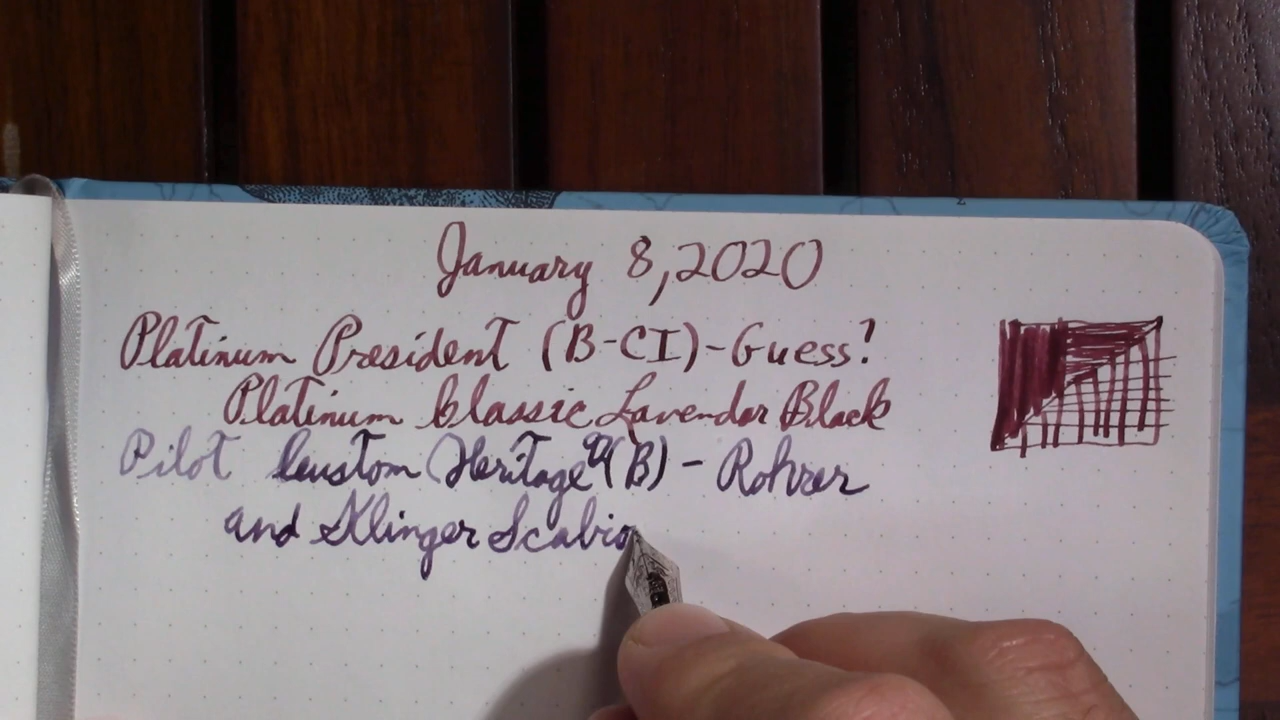 January 8, 2020
Platinum President (B-CI)-Guess?
Platinum Classic Lavender Black
Pilot Custom Heritage 91 (B) - Rohrer
and Klinger Scabio